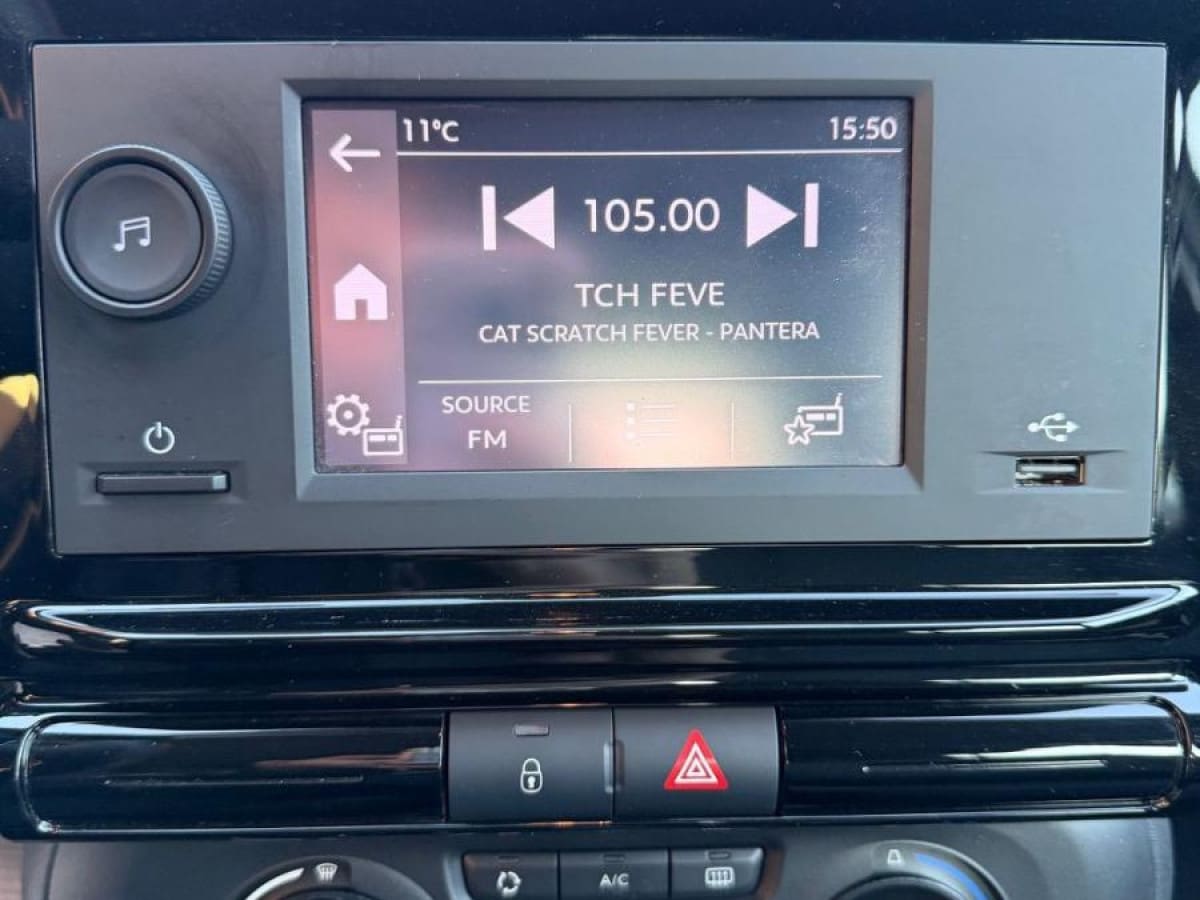 11°C 15:50
105.00
TCH FEVE
CAT SCRATCH FEVER - PANTERA
SOURCE
FM
A/C